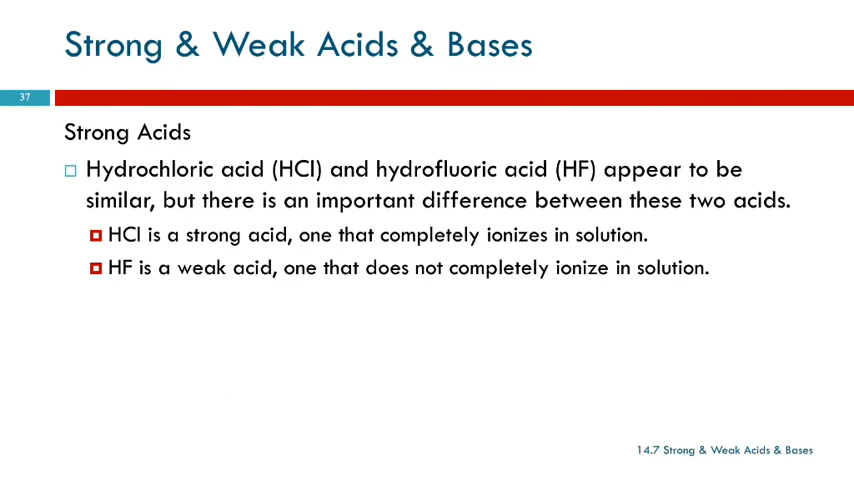 Strong & Weak Acids & Bases
37
Strong Acids
Hydrochloric acid (HCl) and hydrofluoric acid (HF) appear to be
similar, but there is an important difference between these two acids.
HCl is a strong acid, one that completely ionizes in solution.
HF is a weak acid, one that does not completely ionize in solution.
14.7 Strong & Weak Acids & Bases